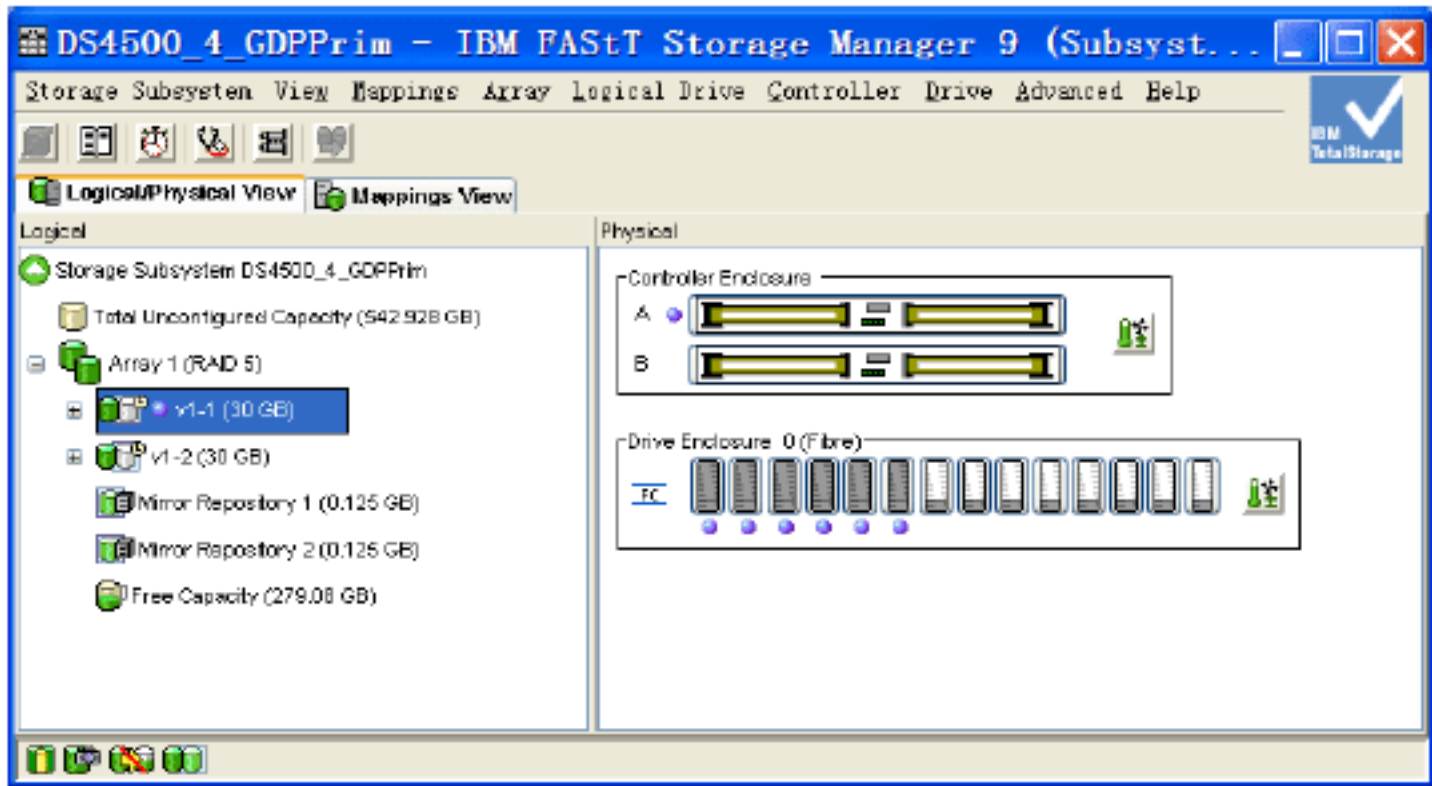 DS4500_4_GDPPrim - IBM FAStT Storage Manager 9 (Subsyst...
Storage Subsystem View Mappings Array Logical Drive Controller Drive Advanced Help
IBM
TotalStorage
Logical/Physical View Mappings View
Logical
Storage Subsystem DS4500_4_GDPPrim
Total Unconfigured Capacity (542.928 GB)
Array 1 (RAID 5)
v1-1 (30 GB)
v1-2 (30 GB)
Mirror Repository 1 (0.125 GB)
Mirror Repository 2 (0.125 GB)
Free Capacity (279.08 GB)
Physical
Controller Enclosure
A
B
Drive Enclosure 0 (Fibre)
FC